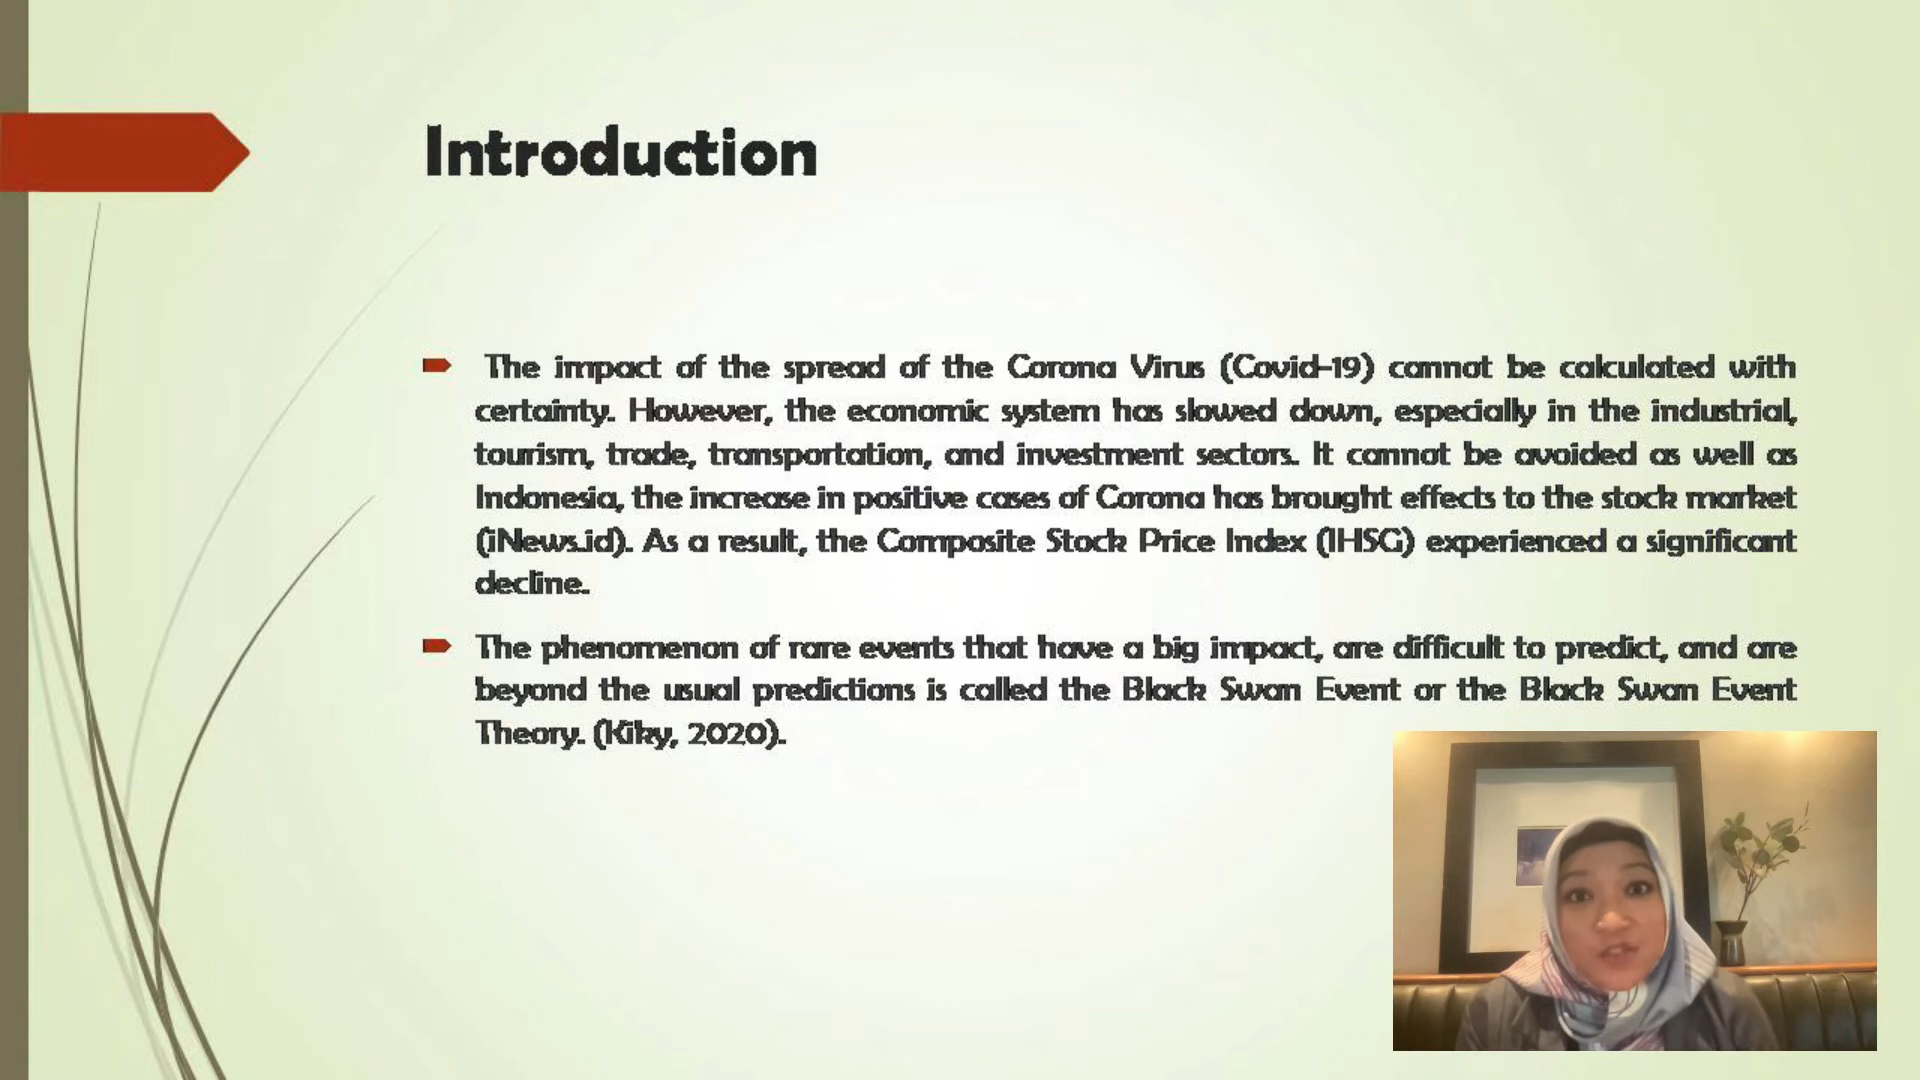 Introduction
The impact of the spread of the Corona Virus (Covid-19) cannot be calculated with
certainty. However, the economic system has slowed down, especially in the industrial,
tourism, trade, transportation, and investment sectors. It cannot be avoided as well as
Indonesia, the increase in positive cases of Corona has brought effects to the stock market
(iNews.id). As a result, the Composite Stock Price Index (IHSG) experienced a significant
decline.
The phenomenon of rare events that have a big impact, are difficult to predict, and are
beyond the usual predictions is called the Black Swan Event or the Black Swan Event
Theory. (Kiky, 2020).